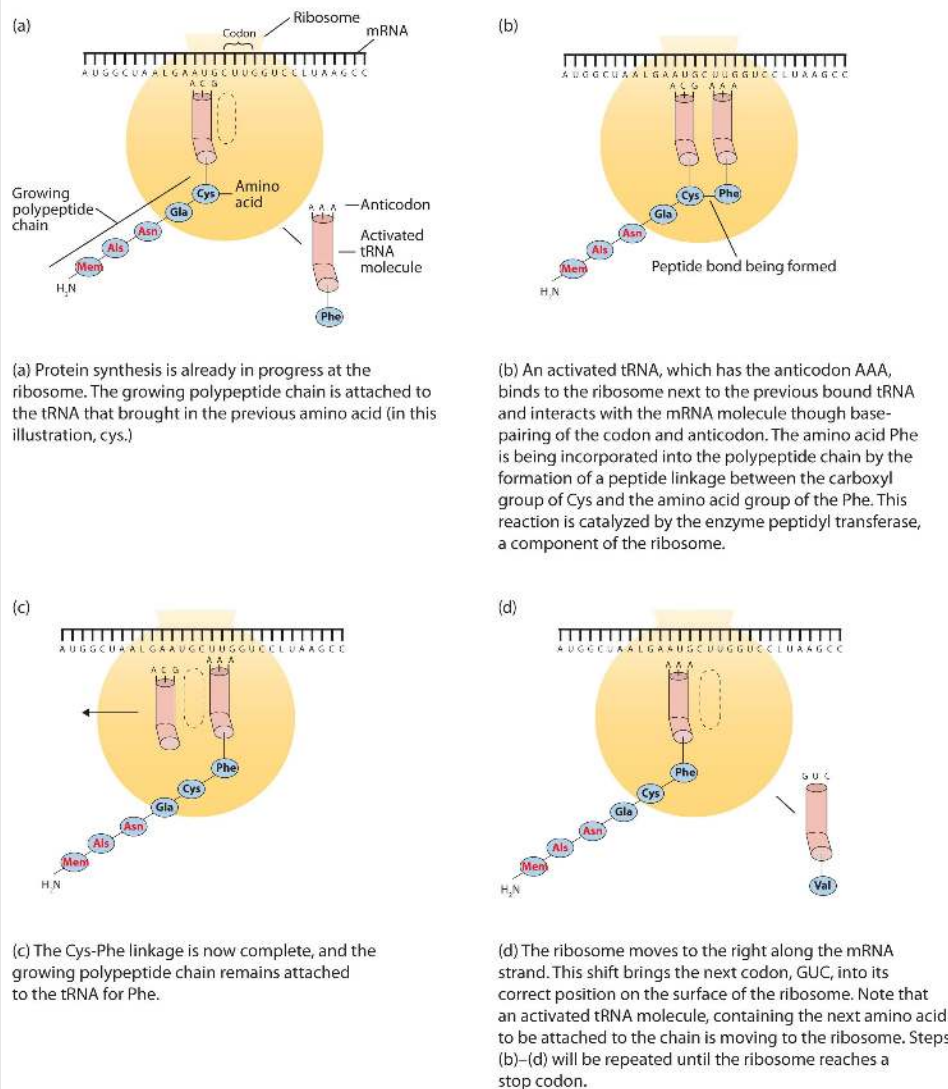 (a)
Ribosome
Codon
mRNA
A U G G C U A A L G A A U G C U U G G U C C L U A A G C C
A C G
Growing
polypeptide
chain
Cys
Amino
acid
Gla
Asn
Als
Mem
H₂N
A A A
Anticodon
Activated
tRNA
molecule
Phe
(a) Protein synthesis is already in progress at the
ribosome. The growing polypeptide chain is attached to
the tRNA that brought in the previous amino acid (in this
illustration, cys.)
(b)
A U G G C U A A L G A A U G C U U G G U C C L U A A G C C
A C G A A A
Cys
Phe
Gla
Asn
Als
Mem
H₂N
Peptide bond being formed
(b) An activated tRNA, which has the anticodon AAA,
binds to the ribosome next to the previous bound tRNA
and interacts with the mRNA molecule though base-
pairing of the codon and anticodon. The amino acid Phe
is being incorporated into the polypeptide chain by the
formation of a peptide linkage between the carboxyl
group of Cys and the amino acid group of the Phe. This
reaction is catalyzed by the enzyme peptidyl transferase,
a component of the ribosome.
(c)
A U G G C U A A L G A A U G C U U G G U C C L U A A G C C
A A A
A C G
Phe
Cys
Gla
Asn
Als
Mem
H₂N
(c) The Cys-Phe linkage is now complete, and the
growing polypeptide chain remains attached
to the tRNA for Phe.
(d)
A U G G C U A A L G A A U G C U U G G U C C L U A A G C C
A A A
Phe
Cys
Gla
Asn
Als
Mem
H₂N
G U C
Val
(d) The ribosome moves to the right along the mRNA
strand. This shift brings the next codon, GUC, into its
correct position on the surface of the ribosome. Note that
an activated tRNA molecule, containing the next amino acid
to be attached to the chain is moving to the ribosome. Steps
(b)–(d) will be repeated until the ribosome reaches a
stop codon.